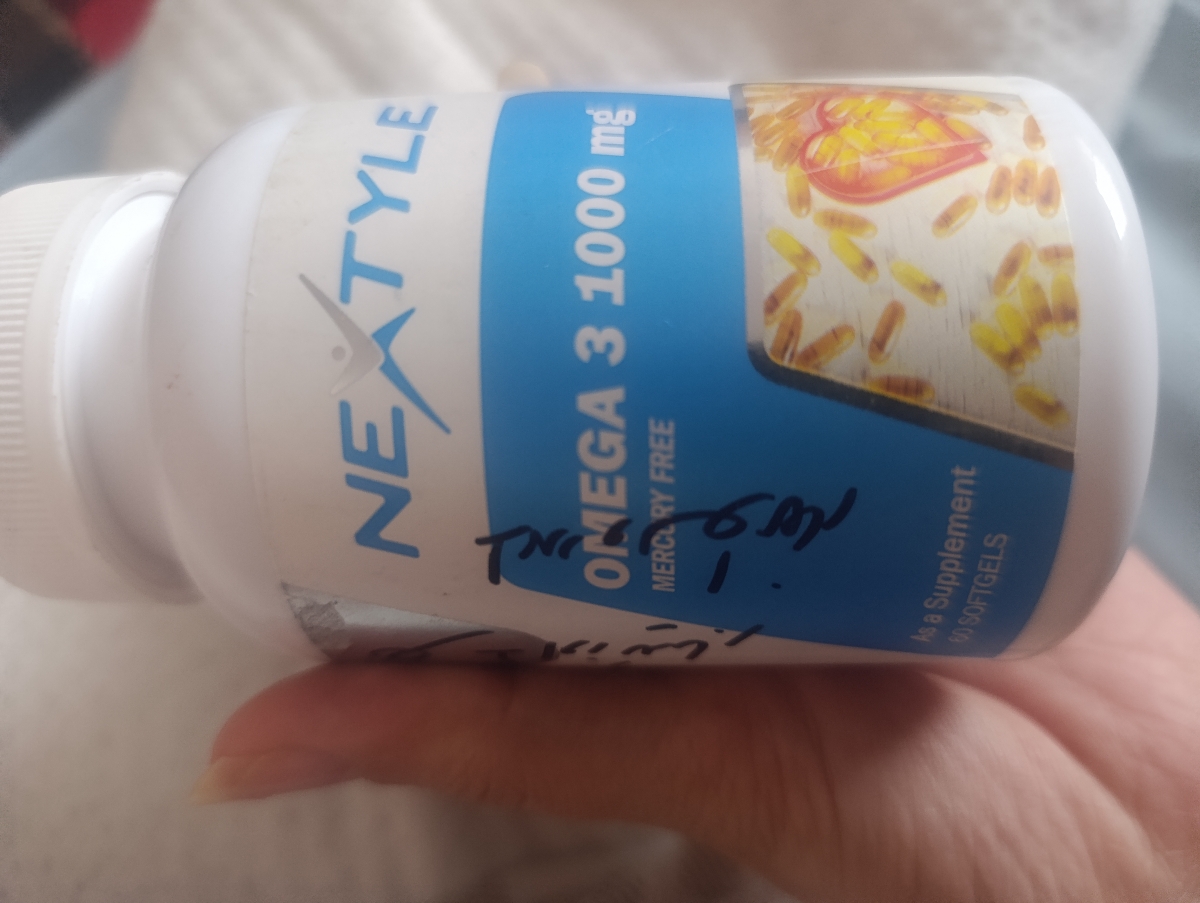 NEXTYLE
OMEGA 3 1000 mg
MERCURY FREE
As a Supplement
60 SOFTGELS